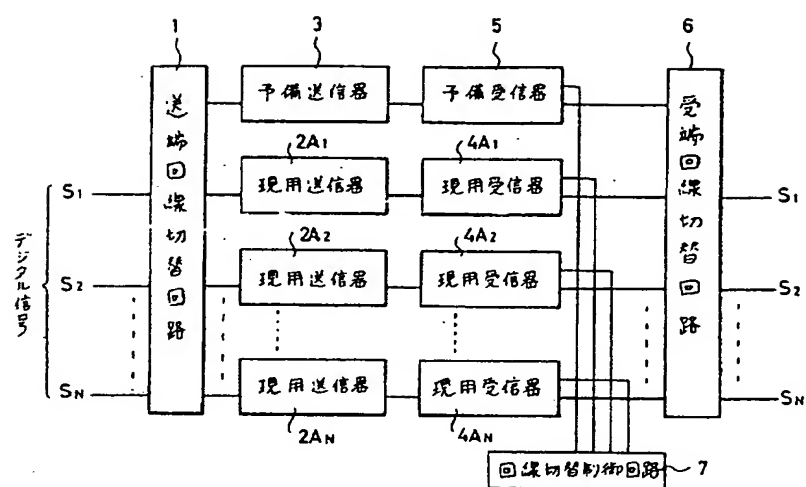 1
3
5
6
送端回線切替回路
予備送信器
予備受信器
受端回線切替回路
2A1
4A1
現用送信器
現用受信器
S1
S1
2A2
4A2
現用送信器
現用受信器
デジタル信号
S2
S2
現用送信器
現用受信器
SN
SN
2AN
4AN
回線切替制御回路
7